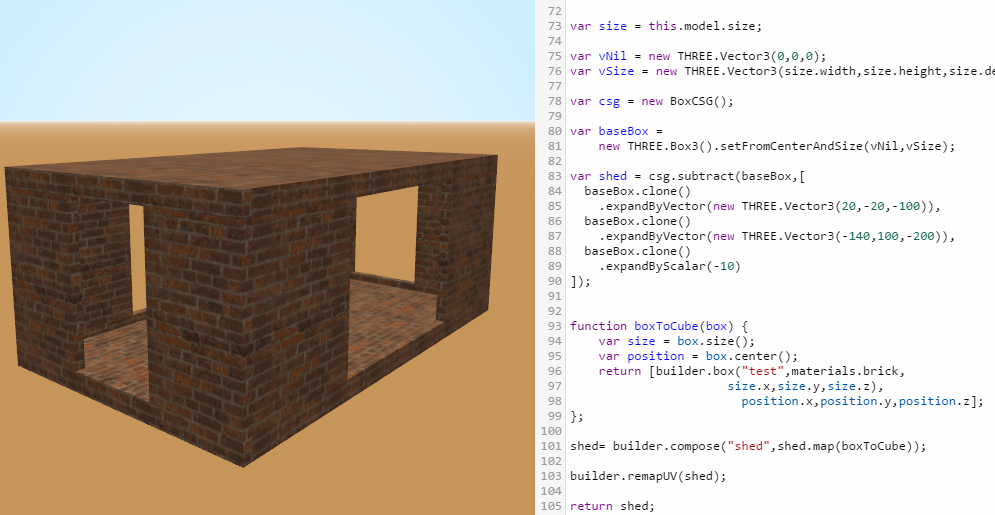 72
73 var size = this.model.size;
74
75 var vNil = new THREE.Vector3(0,0,0);
76 var vSize = new THREE.Vector3(size.width,size.height,size.de
77
78 var csg = new BoxCSG();
79
80 var baseBox =
81     new THREE.Box3().setFromCenterAndSize(vNil,vSize);
82
83 var shed = csg.subtract(baseBox,[
84   baseBox.clone()
85     .expandByVector(new THREE.Vector3(20,-20,-100)),
86   baseBox.clone()
87     .expandByVector(new THREE.Vector3(-140,100,-200)),
88   baseBox.clone()
89     .expandByScalar(-10)
90 ]);
91
92
93 function boxToCube(box) {
94     var size = box.size();
95     var position = box.center();
96     return [builder.box("test",materials.brick,
97                        size.x,size.y,size.z),
98                          position.x,position.y,position.z];
99 };
100
101 shed= builder.compose("shed",shed.map(boxToCube));
102
103 builder.remapUV(shed);
104
105 return shed;